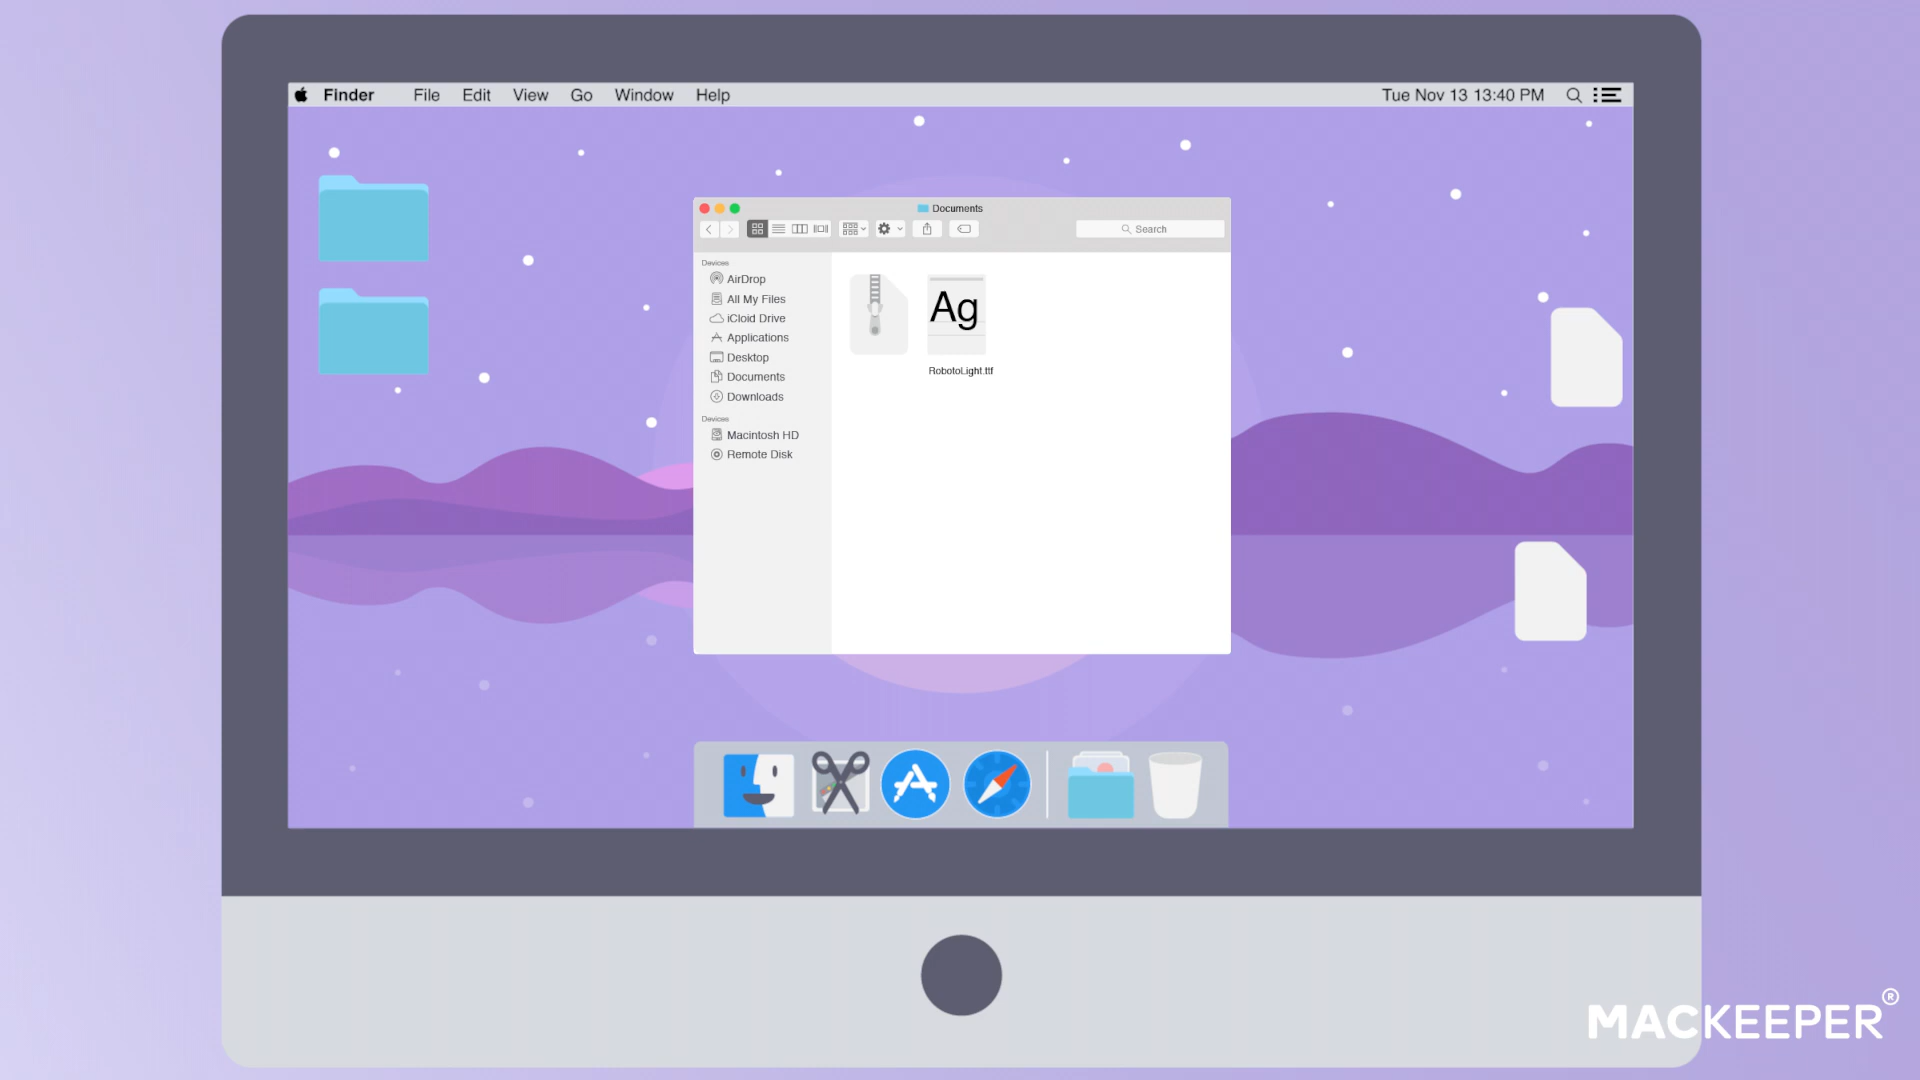 Finder File Edit View Go Window Help Tue Nov 13 13:40 PM
Documents
Search
Devices
AirDrop
All My Files
iCloid Drive
Applications
Desktop
Documents
Downloads
Devices
Macintosh HD
Remote Disk
Ag
RobotoLight.ttf
MACKEEPER®